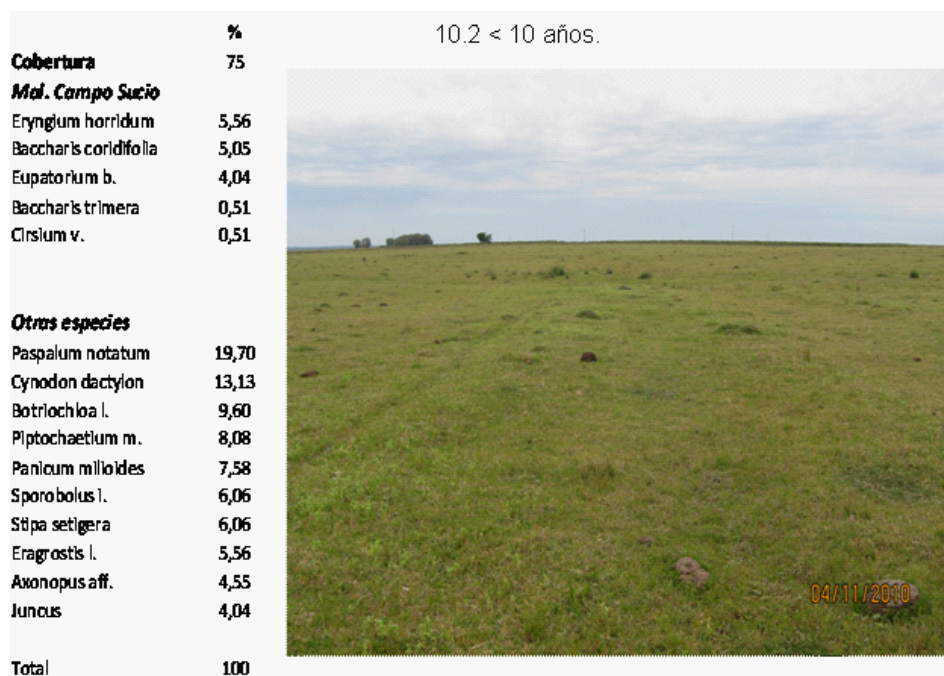 %
10.2 < 10 años.
Cobertura 75
Mal. Campo Sucio
Eryngium horridum 5,56
Baccharis coridifolia 5,05
Eupatorium b. 4,04
Baccharis trimera 0,51
Cirsium v. 0,51
Otras especies
Paspalum notatum 19,70
Cynodon dactylon 13,13
Botriochloa l. 9,60
Piptochaetium m. 8,08
Panicum milioides 7,58
Sporobolus i. 6,06
Stipa setigera 6,06
Eragrostis l. 5,56
Axonopus aff. 4,55
Juncus 4,04
04/11/2010
Total 100